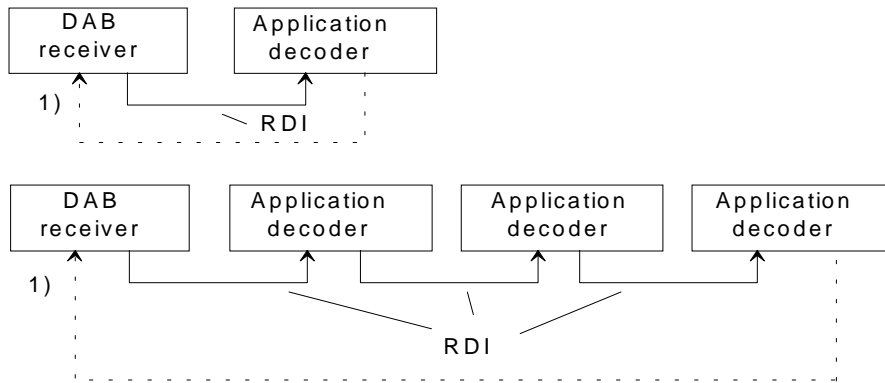 DAB
receiver
Application
decoder
1)
RDI
DAB
receiver
Application
decoder
Application
decoder
Application
decoder
1)
RDI